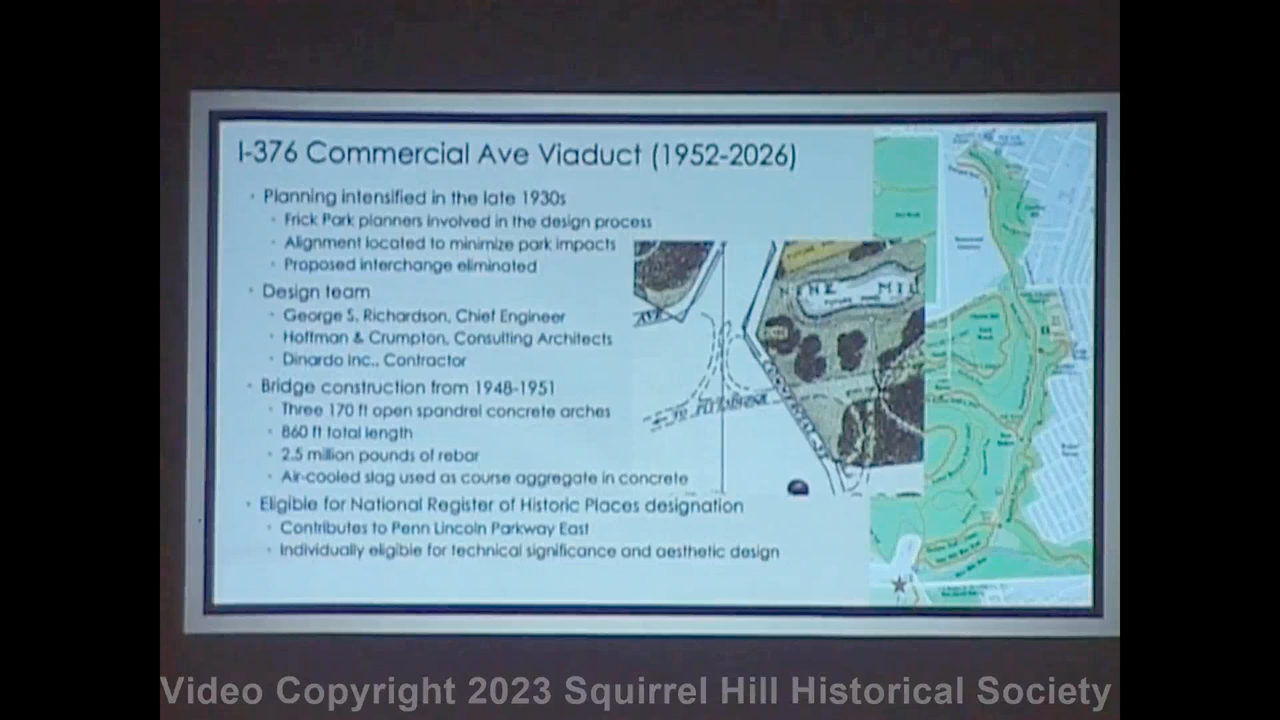 I-376 Commercial Ave Viaduct (1952-2026)
• Planning intensified in the late 1930s
• Frick Park planners involved in the design process
• Alignment located to minimize park impacts
• Proposed interchange eliminated
• Design team
• George S. Richardson, Chief Engineer
• Hoffman & Crumpton, Consulting Architects
• Dinardo Inc., Contractor
• Bridge construction from 1948-1951
• Three 170 ft open spandrel concrete arches
• 860 ft total length
• 2.5 million pounds of rebar
• Air-cooled slag used as course aggregate in concrete
• Eligible for National Register of Historic Places designation
• Contributes to Penn Lincoln Parkway East
• Individually eligible for technical significance and aesthetic design
NINE MIL
AVE
Video Copyright 2023 Squirrel Hill Historical Society